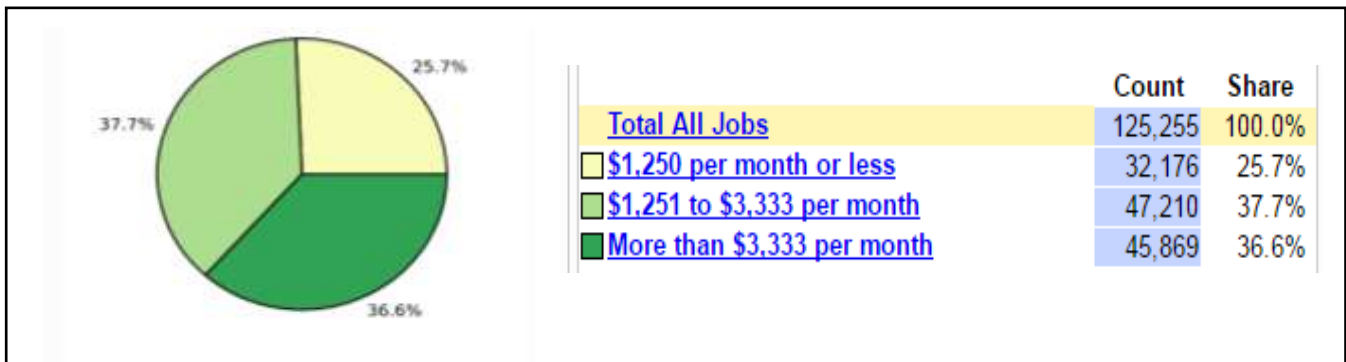 25.7%
37.7%
36.6%
Count Share
Total All Jobs 125,255 100.0%
$1,250 per month or less 32,176 25.7%
$1,251 to $3,333 per month 47,210 37.7%
More than $3,333 per month 45,869 36.6%